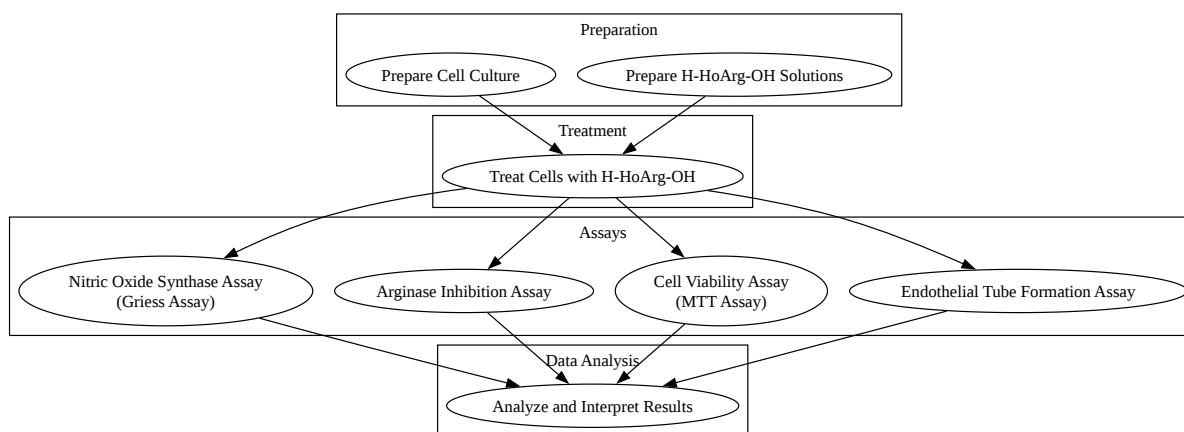 Preparation
Prepare Cell Culture
Prepare H-HoArg-OH Solutions
Treatment
Treat Cells with H-HoArg-OH
Assays
Nitric Oxide Synthase Assay
(Griess Assay)
Arginase Inhibition Assay
Cell Viability Assay
(MTT Assay)
Endothelial Tube Formation Assay
Data Analysis
Analyze and Interpret Results